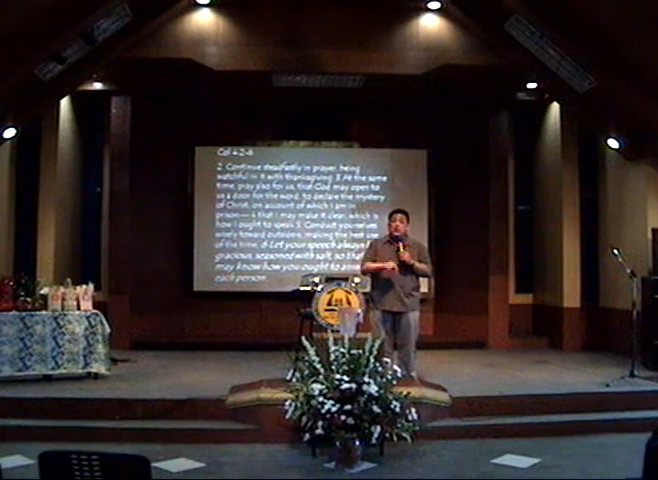 Col 4:2-6
2 Continue steadfastly in prayer, being
watchful in it with thanksgiving. 3 At the same
time, pray also for us, that God may open to
us a door for the word, to declare the mystery
of Christ, on account of which I am in
prison— 4 that I may make it clear, which is
how I ought to speak. 5 Conduct yourselves
wisely toward outsiders, making the best use
of the time. 6 Let your speech always
gracious, seasoned with salt, so that
may know how you ought to
each person.